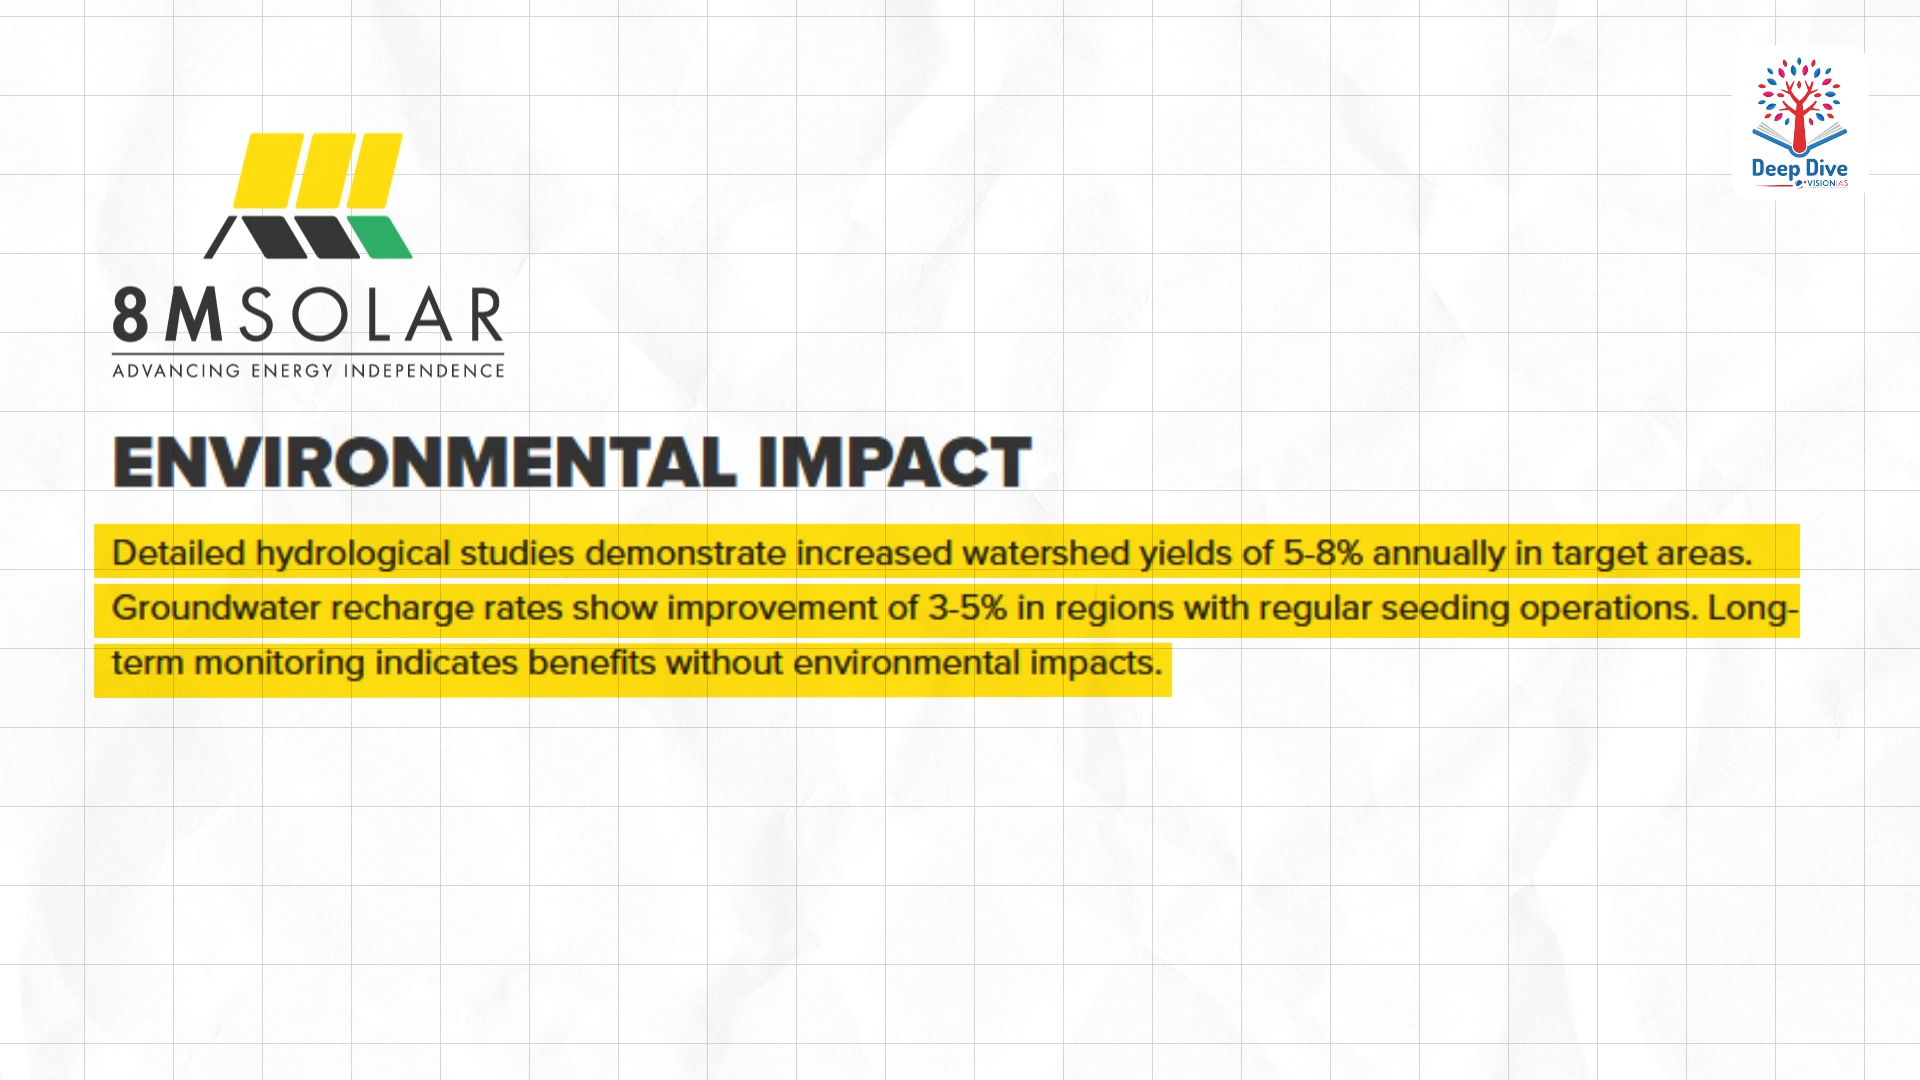 Deep Dive
VISIONIAS
8MSOLAR
ADVANCING ENERGY INDEPENDENCE
ENVIRONMENTAL IMPACT
Detailed hydrological studies demonstrate increased watershed yields of 5-8% annually in target areas.
Groundwater recharge rates show improvement of 3-5% in regions with regular seeding operations. Long-
term monitoring indicates benefits without environmental impacts.